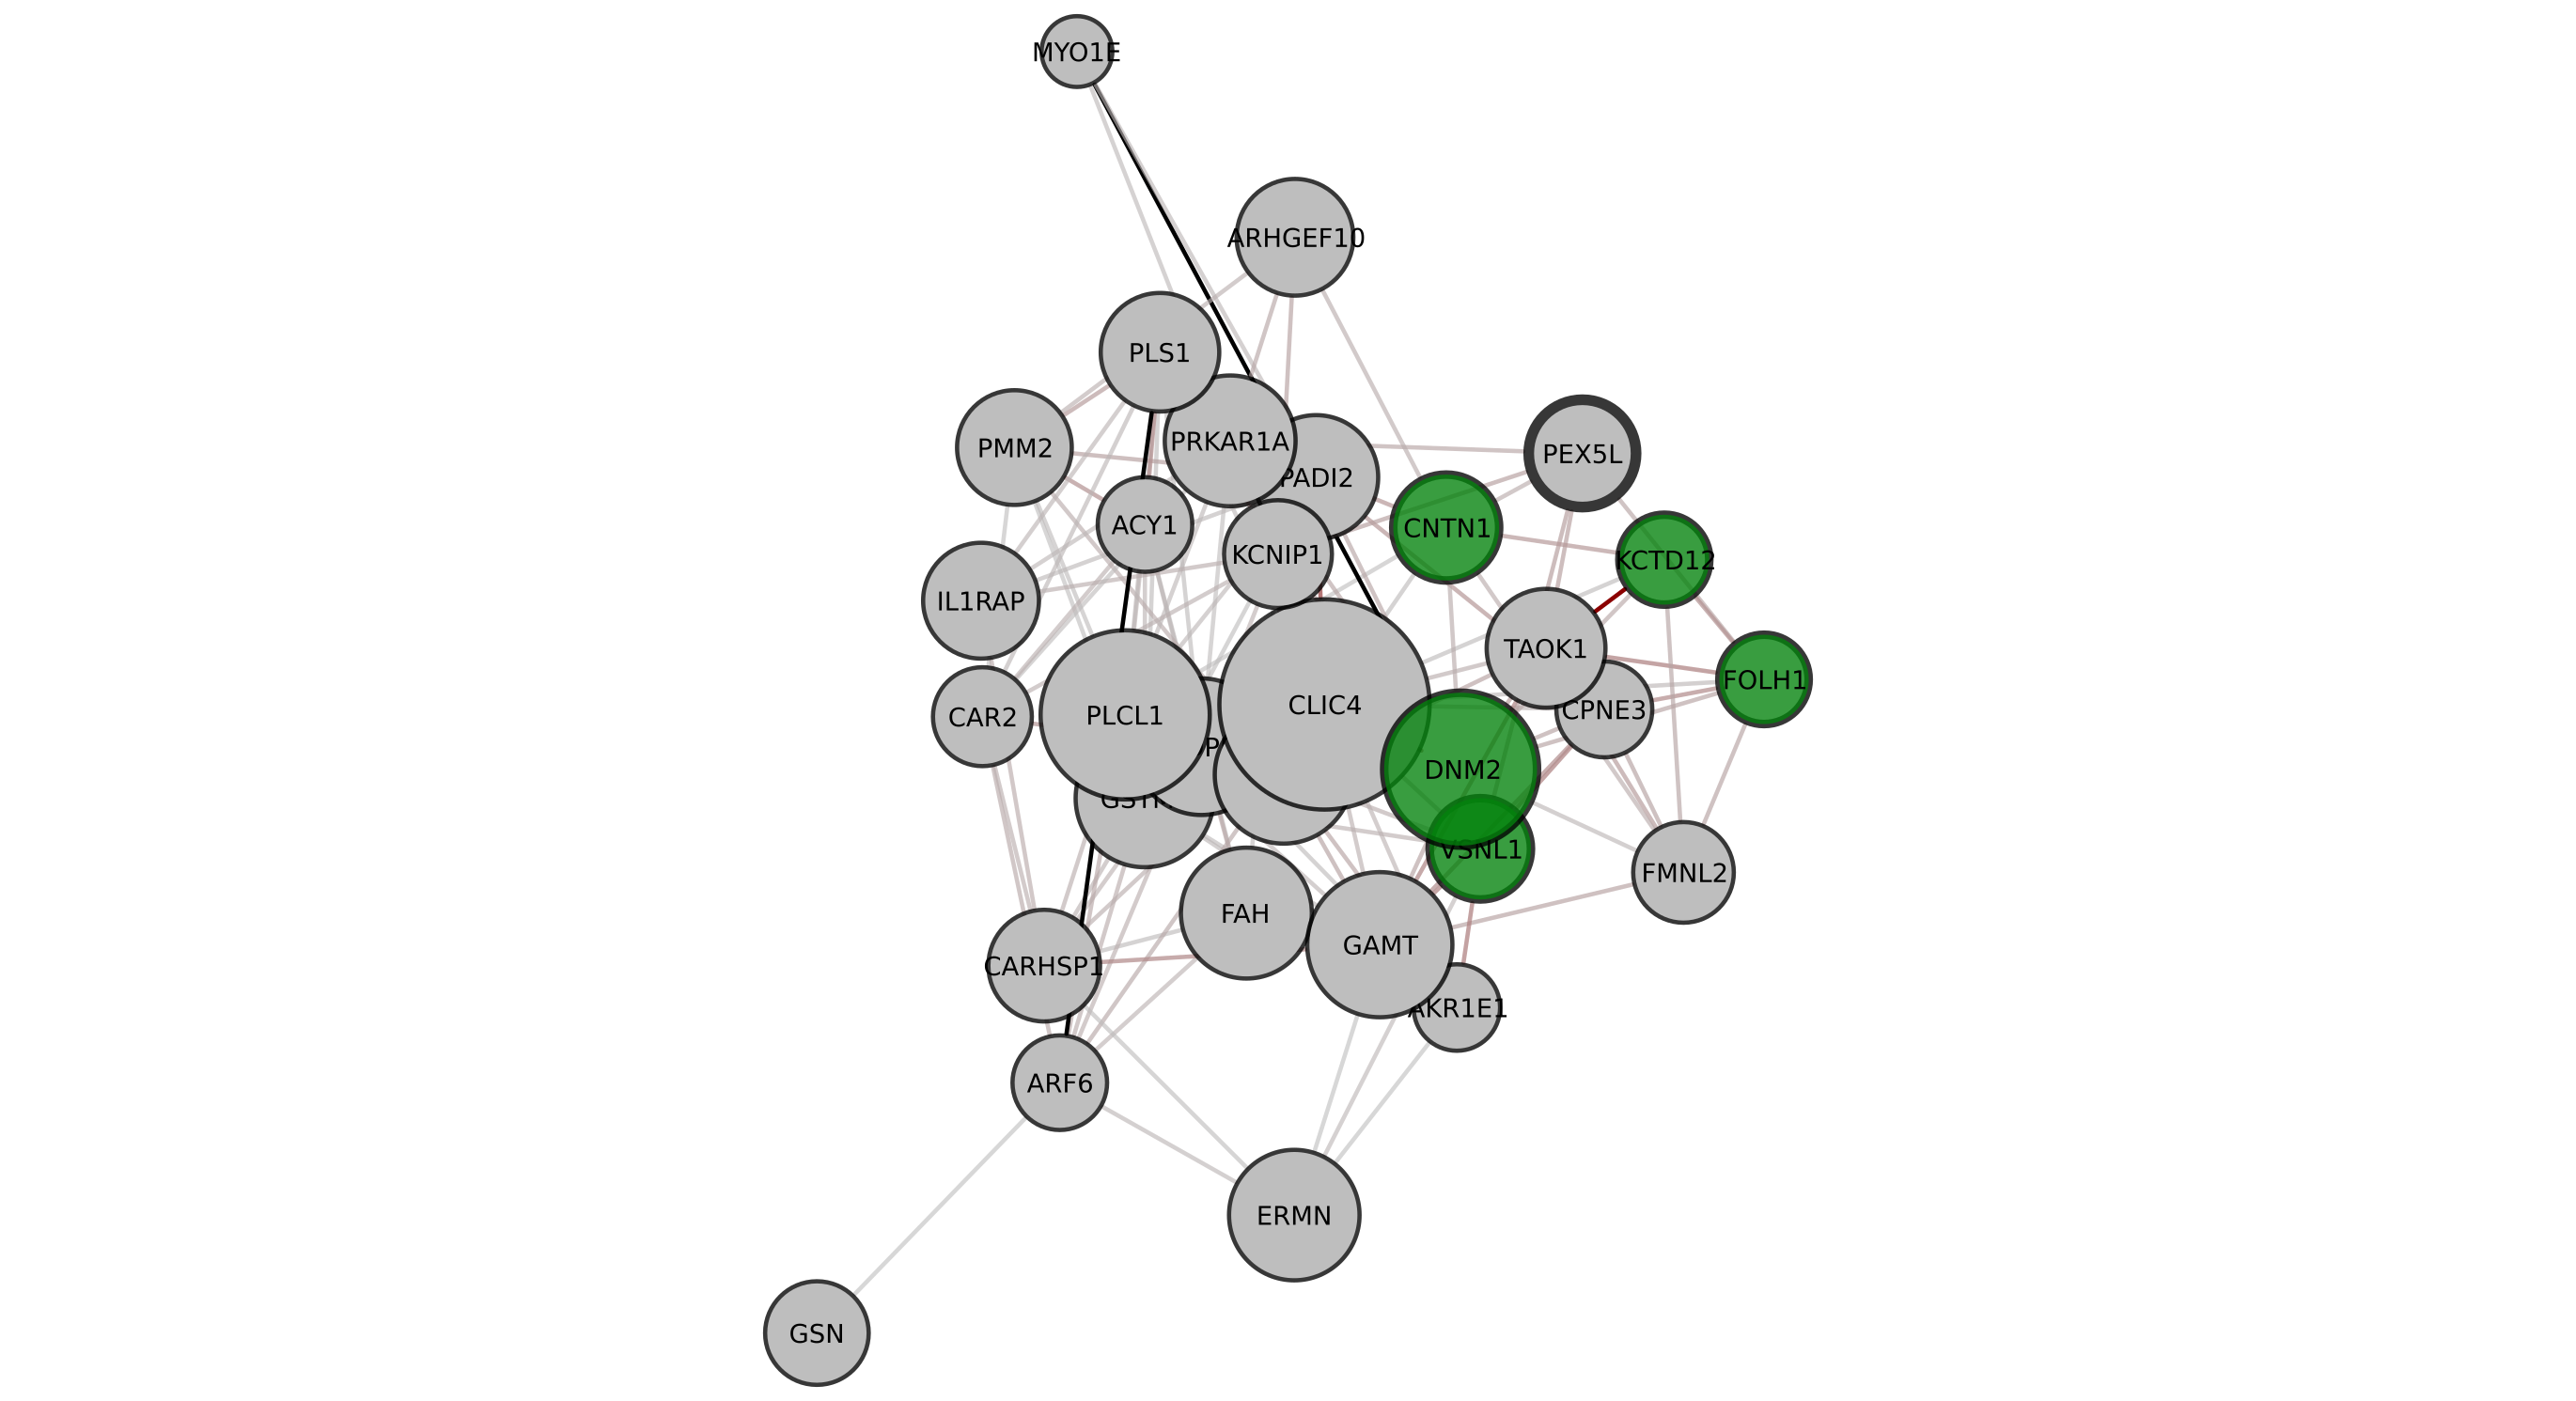 MYO1E
ARHGEF10
PLS1
PRKAR1A
PMM2
PEX5L
PADI2
ACY1
CNTN1
KCNIP1
KCTD12
IL1RAP
TAOK1
FOLH1
CLIC4
CPNE3
PLCL1
CAR2
DNM2
VSNL1
FMNL2
FAH
GAMT
CARHSP1
AKR1E1
ARF6
ERMN
GSN